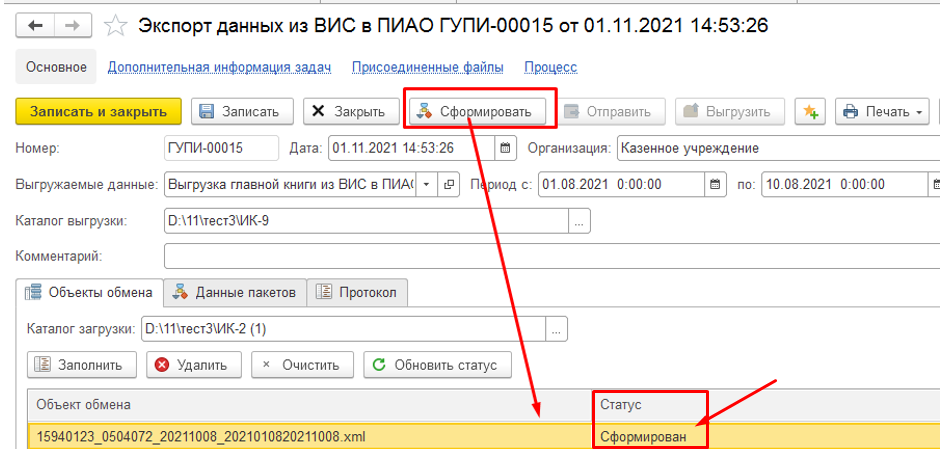 Экспорт данных из ВИС в ПИАО ГУПИ-00015 от 01.11.2021 14:53:26
Основное Дополнительная информация задач Присоединенные файлы Процесс
Записать и закрыть Записать Закрыть Сформировать Отправить Выгрузить Печать
Номер: ГУПИ-00015 Дата: 01.11.2021 14:53:26 Организация: Казенное учреждение
Выгружаемые данные: Выгрузка главной книги из ВИС в ПИАО Период с: 01.08.2021 0:00:00 по: 10.08.2021 0:00:00
Каталог выгрузки: D:\11\тест3\ИК-9 ...
Комментарий:
Объекты обмена Данные пакетов Протокол
Каталог загрузки: D:\11\тест3\ИК-2 (1) ...
Заполнить Удалить Очистить Обновить статус
Объект обмена Статус
15940123_0504072_20211008_2021010820211008.xml Сформирован